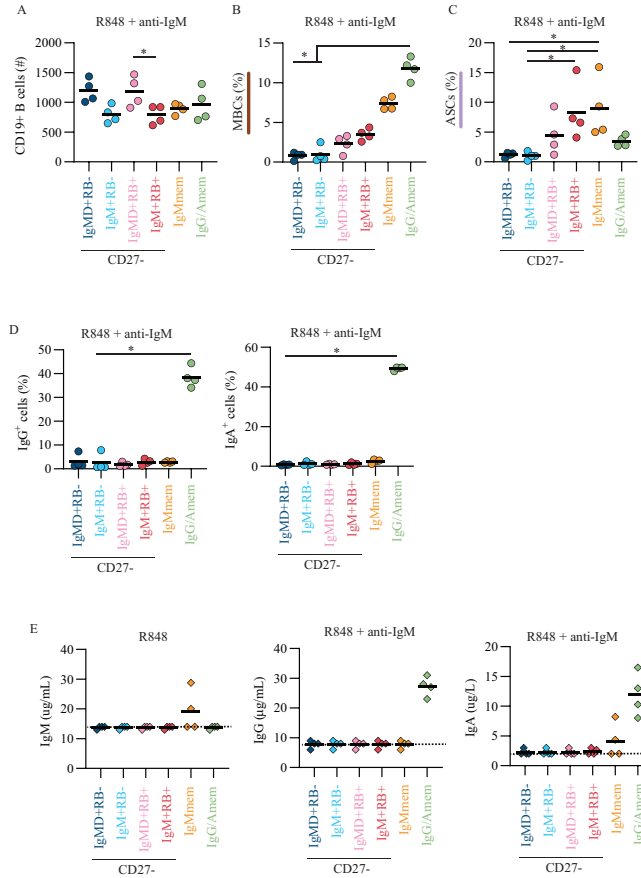 A
R848 + anti-IgM
CD19+ B cells (#)
2000
1500
1000
500
0
*
IgMD+RB-
IgM+RB-
IgMD+RB+
IgM+RB+
IgMmem
IgG/Amem
CD27-
B
R848 + anti-IgM
MBCs (%)
15
10
5
0
*
IgMD+RB-
IgM+RB-
IgMD+RB+
IgM+RB+
IgMmem
IgG/Amem
CD27-
C
R848 + anti-IgM
ASCs (%)
20
15
10
5
0
*
*
*
IgMD+RB-
IgM+RB-
IgMD+RB+
IgM+RB+
IgMmem
IgG/Amem
CD27-
D
R848 + anti-IgM
IgG+ cells (%)
50
40
30
20
10
0
*
IgMD+RB-
IgM+RB-
IgMD+RB+
IgM+RB+
IgMmem
IgG/Amem
CD27-
R848 + anti-IgM
IgA+ cells (%)
60
40
20
0
*
IgMD+RB-
IgM+RB-
IgMD+RB+
IgM+RB+
IgMmem
IgG/Amem
CD27-
E
R848
IgM (ug/mL)
40
30
20
10
0
IgMD+RB-
IgM+RB-
IgMD+RB+
IgM+RB+
IgMmem
IgG/Amem
CD27-
R848 + anti-IgM
IgG (µg/mL)
40
30
20
10
0
IgMD+RB-
IgM+RB-
IgMD+RB+
IgM+RB+
IgMmem
IgG/Amem
CD27-
R848 + anti-IgM
IgA (ug/L)
20
15
10
5
0
IgMD+RB-
IgM+RB-
IgMD+RB+
IgM+RB+
IgMmem
IgG/Amem
CD27-